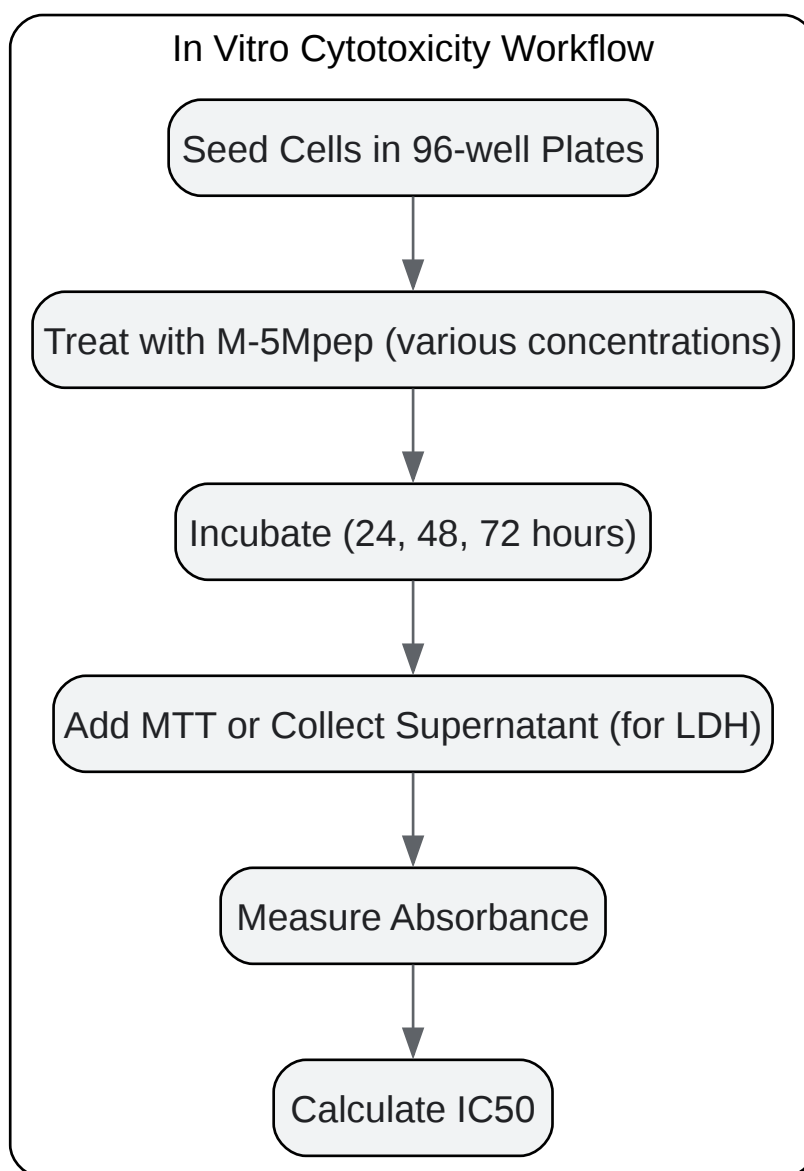 In Vitro Cytotoxicity Workflow
Seed Cells in 96-well Plates
Treat with M-5Mpep (various concentrations)
Incubate (24, 48, 72 hours)
Add MTT or Collect Supernatant (for LDH)
Measure Absorbance
Calculate IC50